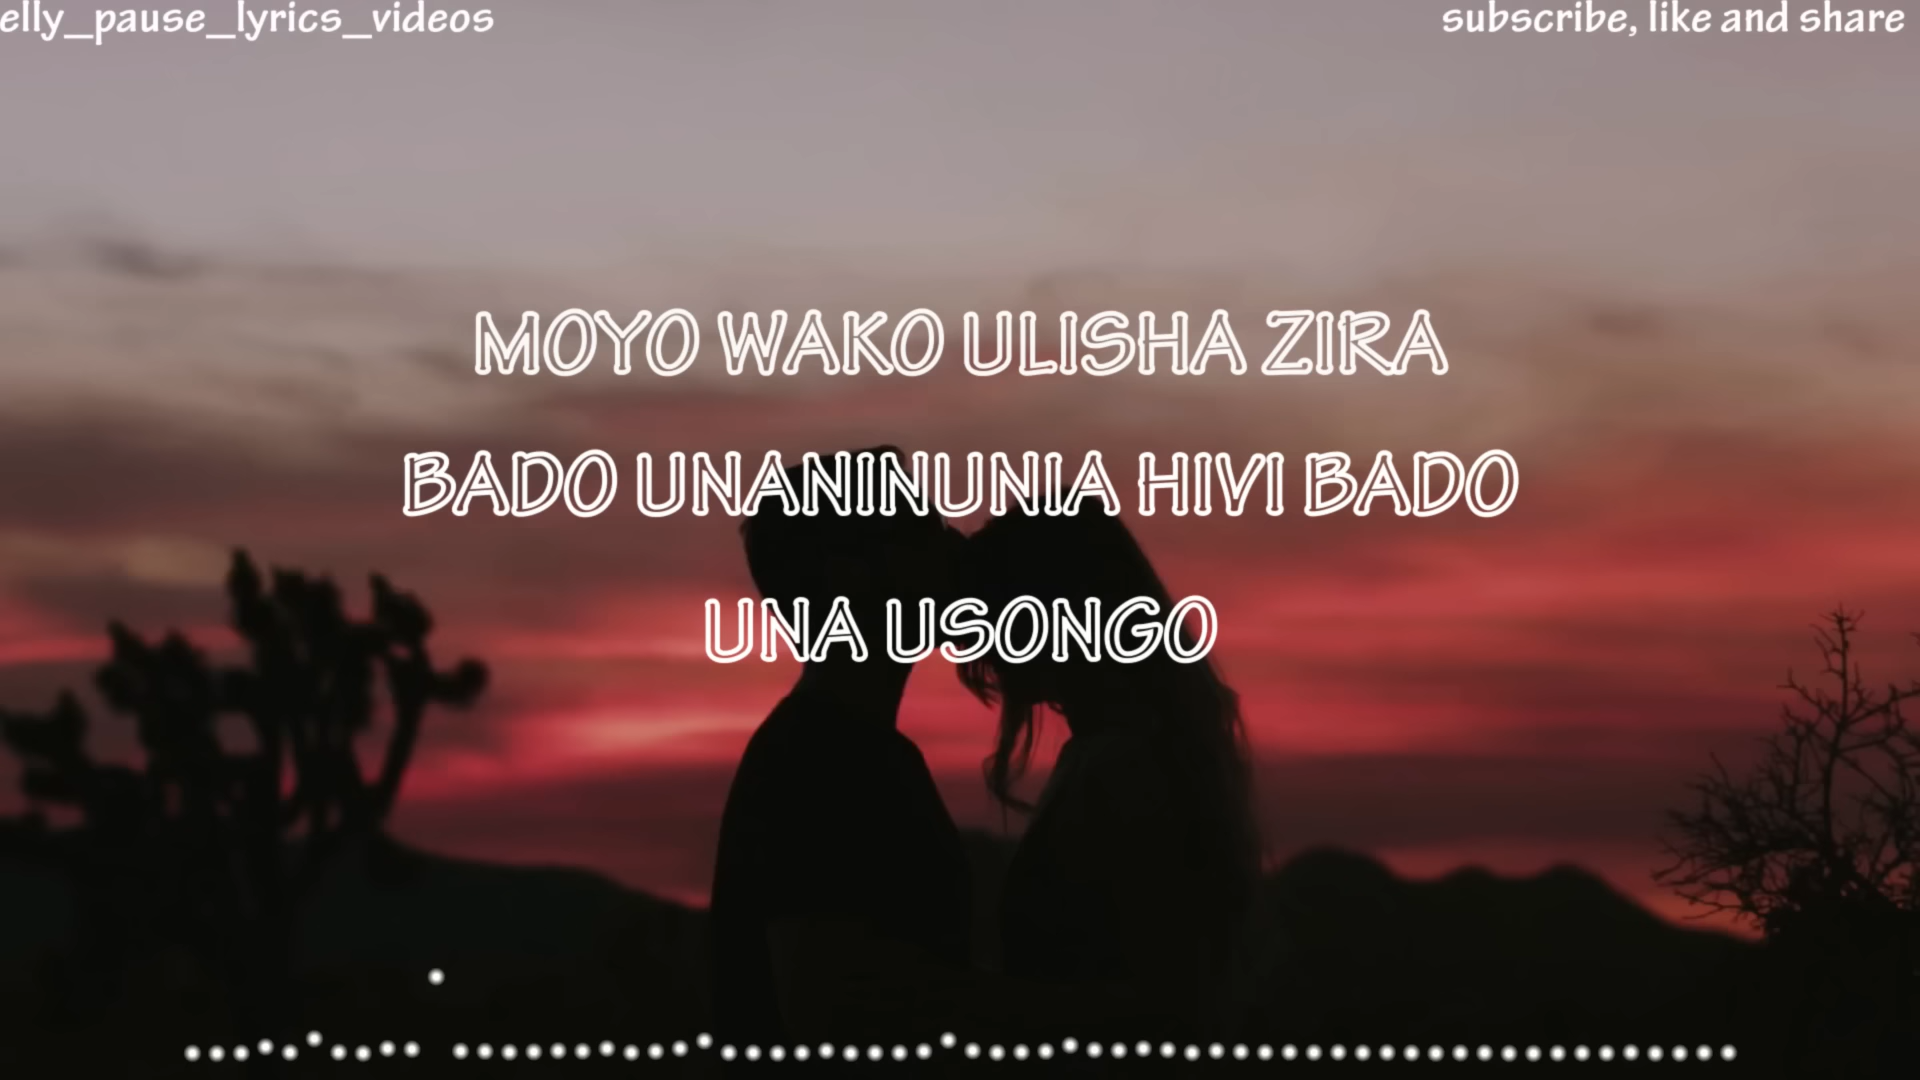 elly_pause_lyrics_videos
subscribe, like and share
MOYO WAKO ULISHA ZIRA
BADO UNANINUNIA HIVI BADO
UNA USONGO